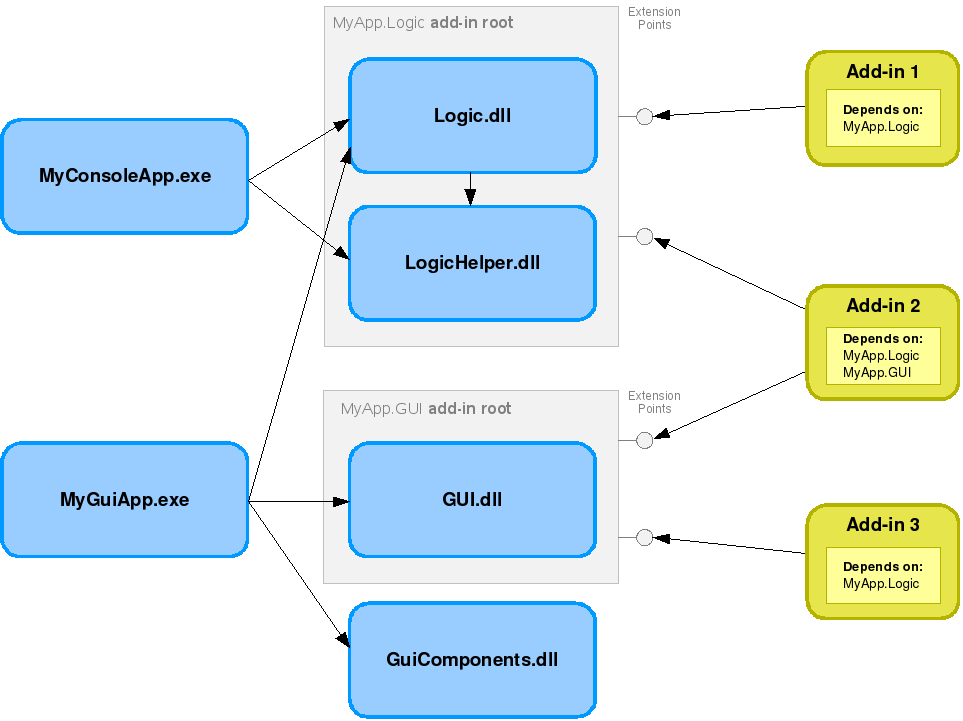 MyApp.Logic add-in root
Extension
Points
Logic.dll
LogicHelper.dll
MyConsoleApp.exe
MyGuiApp.exe
MyApp.GUI add-in root
Extension
Points
GUI.dll
GuiComponents.dll
Add-in 1
Depends on:
MyApp.Logic
Add-in 2
Depends on:
MyApp.Logic
MyApp.GUI
Add-in 3
Depends on:
MyApp.Logic